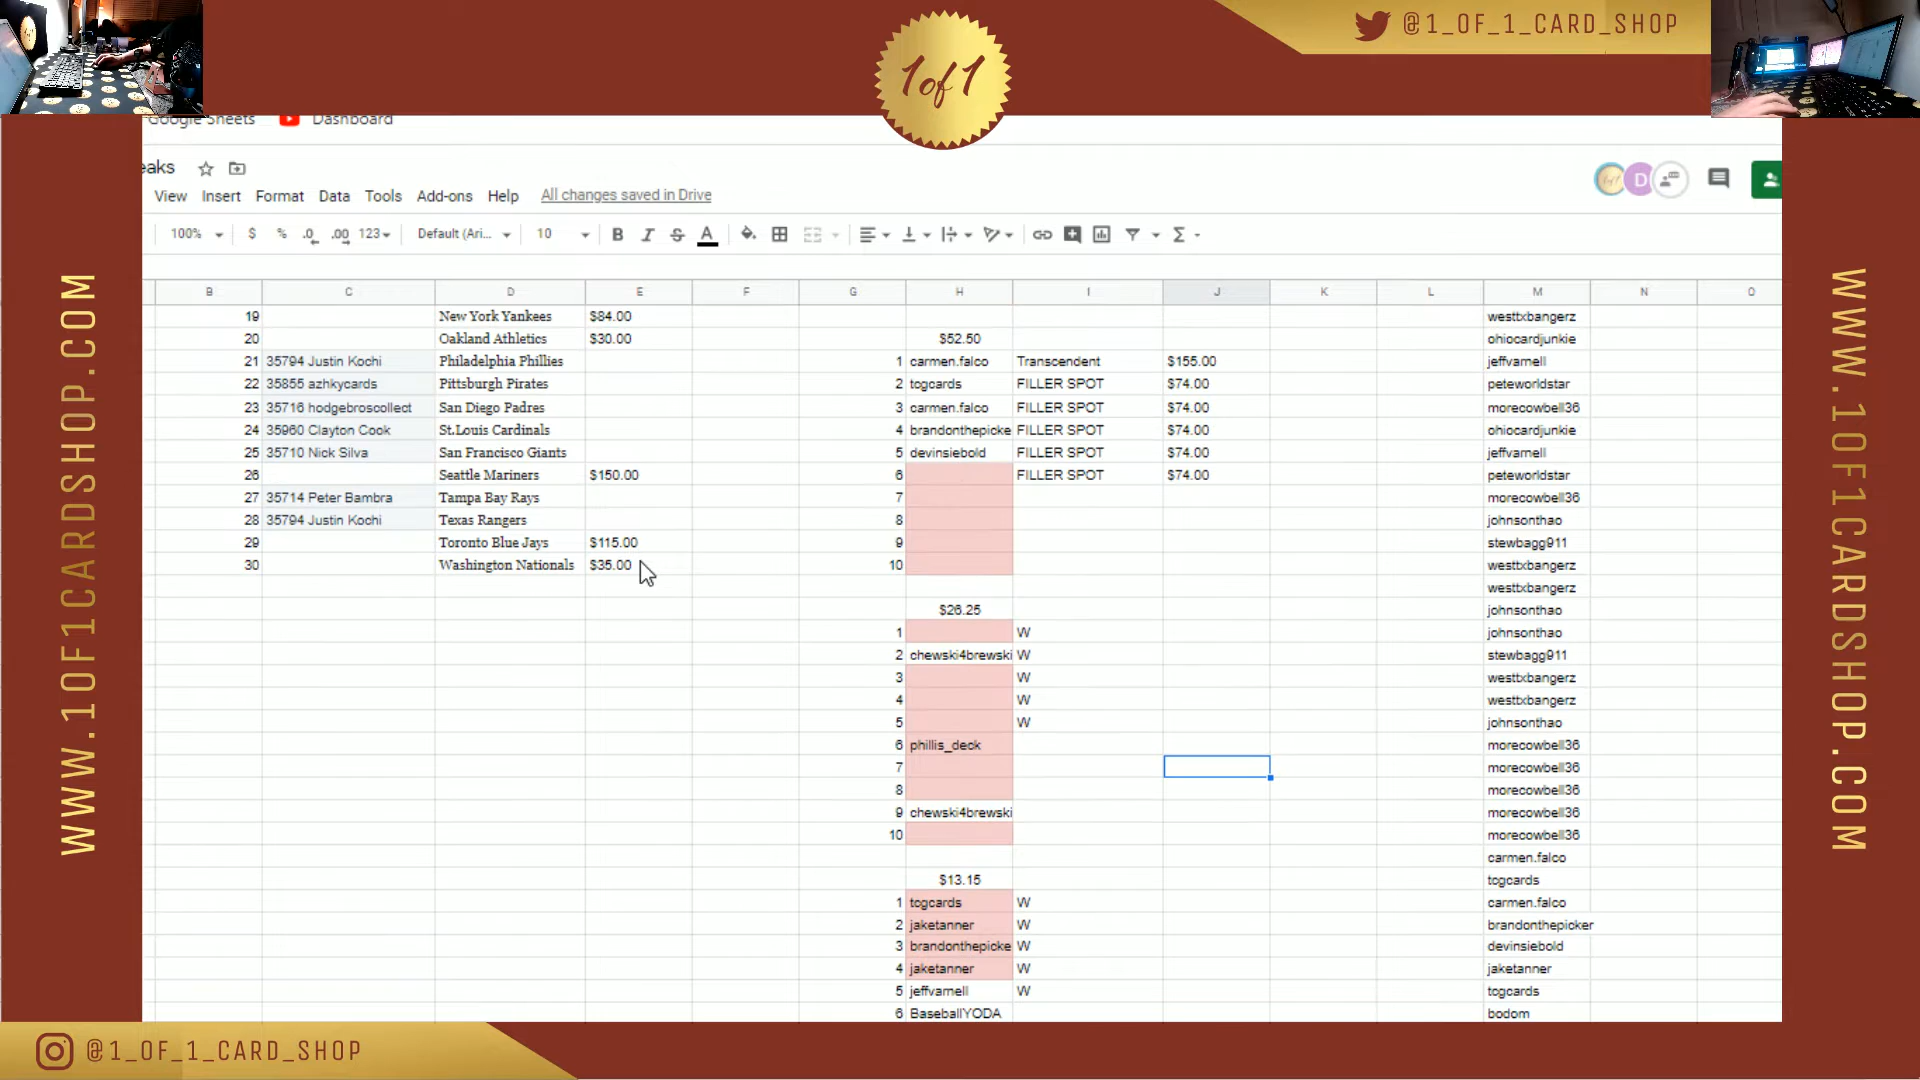 @1_OF_1_CARD_SHOP
1of1
Google Sheets Dashboard
eaks
View Insert Format Data Tools Add-ons Help All changes saved in Drive
D
100% $ % .0 .00 123 Default (Ari... 10 B I S A Σ
B C D E F G H I J K L M N O
19 New York Yankees $84.00 westtxbangerz
20 Oakland Athletics $30.00 $52.50 ohiocardjunkie
21 35794 Justin Kochi Philadelphia Phillies 1 carmen.falco Transcendent $155.00 jeffvarnell
22 35855 azhkycards Pittsburgh Pirates 2 togcards FILLER SPOT $74.00 peteworldstar
23 35716 hodgebroscollect San Diego Padres 3 carmen.falco FILLER SPOT $74.00 morecowbell36
24 35960 Clayton Cook St.Louis Cardinals 4 brandonthepicke FILLER SPOT $74.00 ohiocardjunkie
25 35710 Nick Silva San Francisco Giants 5 devinsiebold FILLER SPOT $74.00 jeffvarnell
26 Seattle Mariners $150.00 6 FILLER SPOT $74.00 peteworldstar
27 35714 Peter Bambra Tampa Bay Rays 7 morecowbell36
28 35794 Justin Kochi Texas Rangers 8 johnsonthao
29 Toronto Blue Jays $115.00 9 stewbagg911
30 Washington Nationals $35.00 10 westtxbangerz
westtxbangerz
$26.25 johnsonthao
1 W johnsonthao
2 chewski4brewski W stewbagg911
3 W westtxbangerz
4 W westtxbangerz
5 W johnsonthao
6 phillis_deck morecowbell36
7 morecowbell36
8 morecowbell36
9 chewski4brewski morecowbell36
10 morecowbell36
carmen.falco
$13.15 togcards
1 togcards W carmen.falco
2 jaketanner W brandonthepicker
3 brandonthepicke W devinsiebold
4 jaketanner W jaketanner
5 jeffvarnell W togcards
6 BaseballYODA bodom
WWW.1OF1CARDSHOP.COM
WWW.1OF1CARDSHOP.COM
@1_OF_1_CARD_SHOP